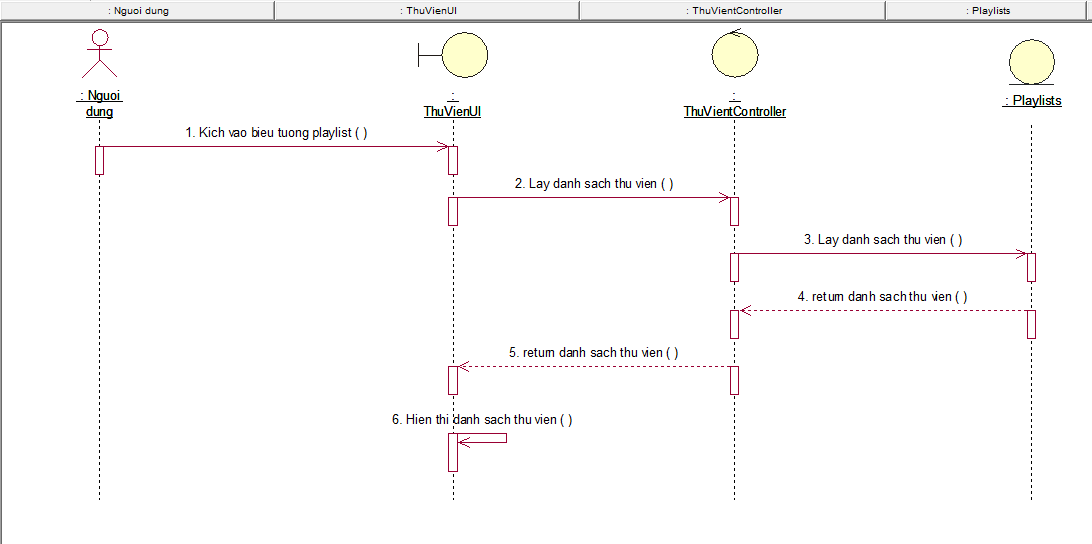 : Nguoi dung
: ThuVienUI
: ThuVientController
: Playlists
: Nguoi
dung
:
ThuVienUI
:
ThuVientController
: Playlists
1. Kich vao bieu tuong playlist ( )
2. Lay danh sach thu vien ( )
3. Lay danh sach thu vien ( )
4. return danh sach thu vien ( )
5. return danh sach thu vien ( )
6. Hien thi danh sach thu vien ( )